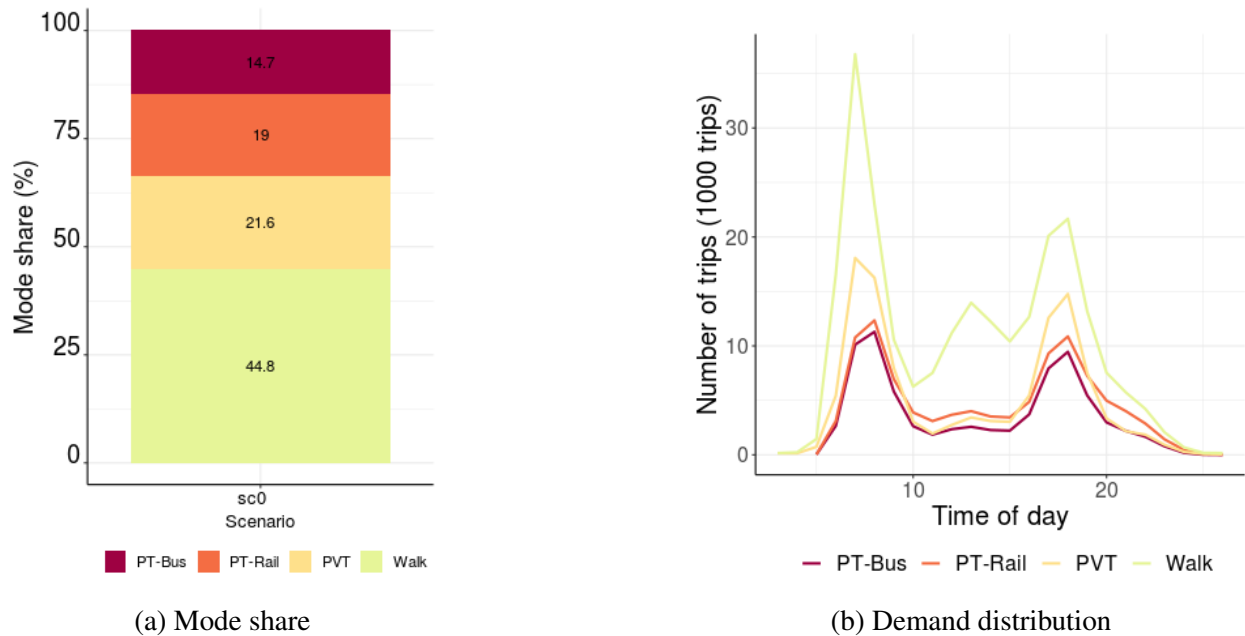 100
75
50
25
0
Mode share (%)
14.7
19
21.6
44.8
sc0
Scenario
PT-Bus PT-Rail PVT Walk
(a) Mode share
30
20
10
0
Number of trips (1000 trips)
10 20
Time of day
PT-Bus PT-Rail PVT Walk
(b) Demand distribution